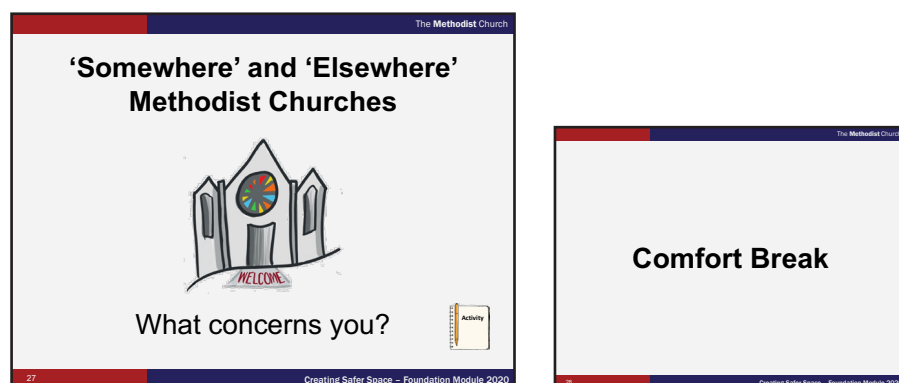 The Methodist Church
‘Somewhere’ and ‘Elsewhere’
Methodist Churches
WELCOME
What concerns you?
Activity
27
Creating Safer Space – Foundation Module 2020
The Methodist Church
Comfort Break
28
Creating Safer Space – Foundation Module 2020